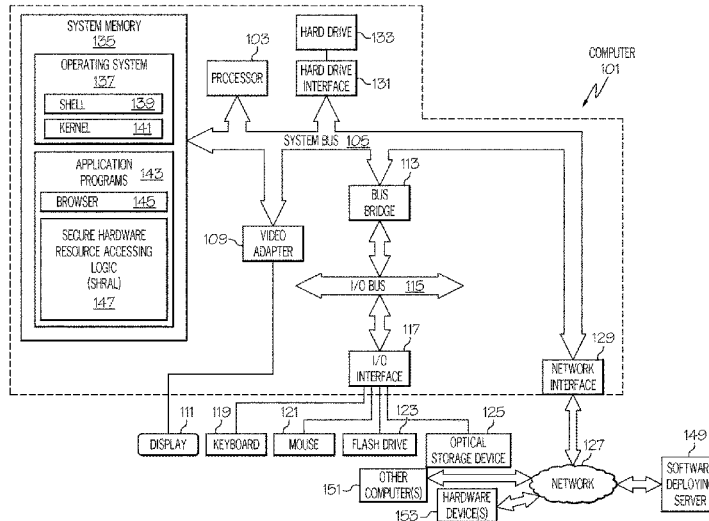 SYSTEM MEMORY
135
OPERATING SYSTEM
137
SHELL 139
KERNEL 141
APPLICATION
PROGRAMS 143
BROWSER 145
SECURE HARDWARE
RESOURCE ACCESSING
LOGIC
(SHRAL)
147
103
PROCESSOR
HARD DRIVE
133
HARD DRIVE
INTERFACE
131
COMPUTER
101
SYSTEM BUS 105
113
BUS
BRIDGE
109
VIDEO
ADAPTER
I/O BUS 115
117
I/O
INTERFACE
129
NETWORK
INTERFACE
111
DISPLAY
119
KEYBOARD
121
MOUSE
123
FLASH DRIVE
125
OPTICAL
STORAGE DEVICE
127
NETWORK
149
SOFTWARE
DEPLOYING
SERVER
151
OTHER
COMPUTER(S)
153
HARDWARE
DEVICE(S)